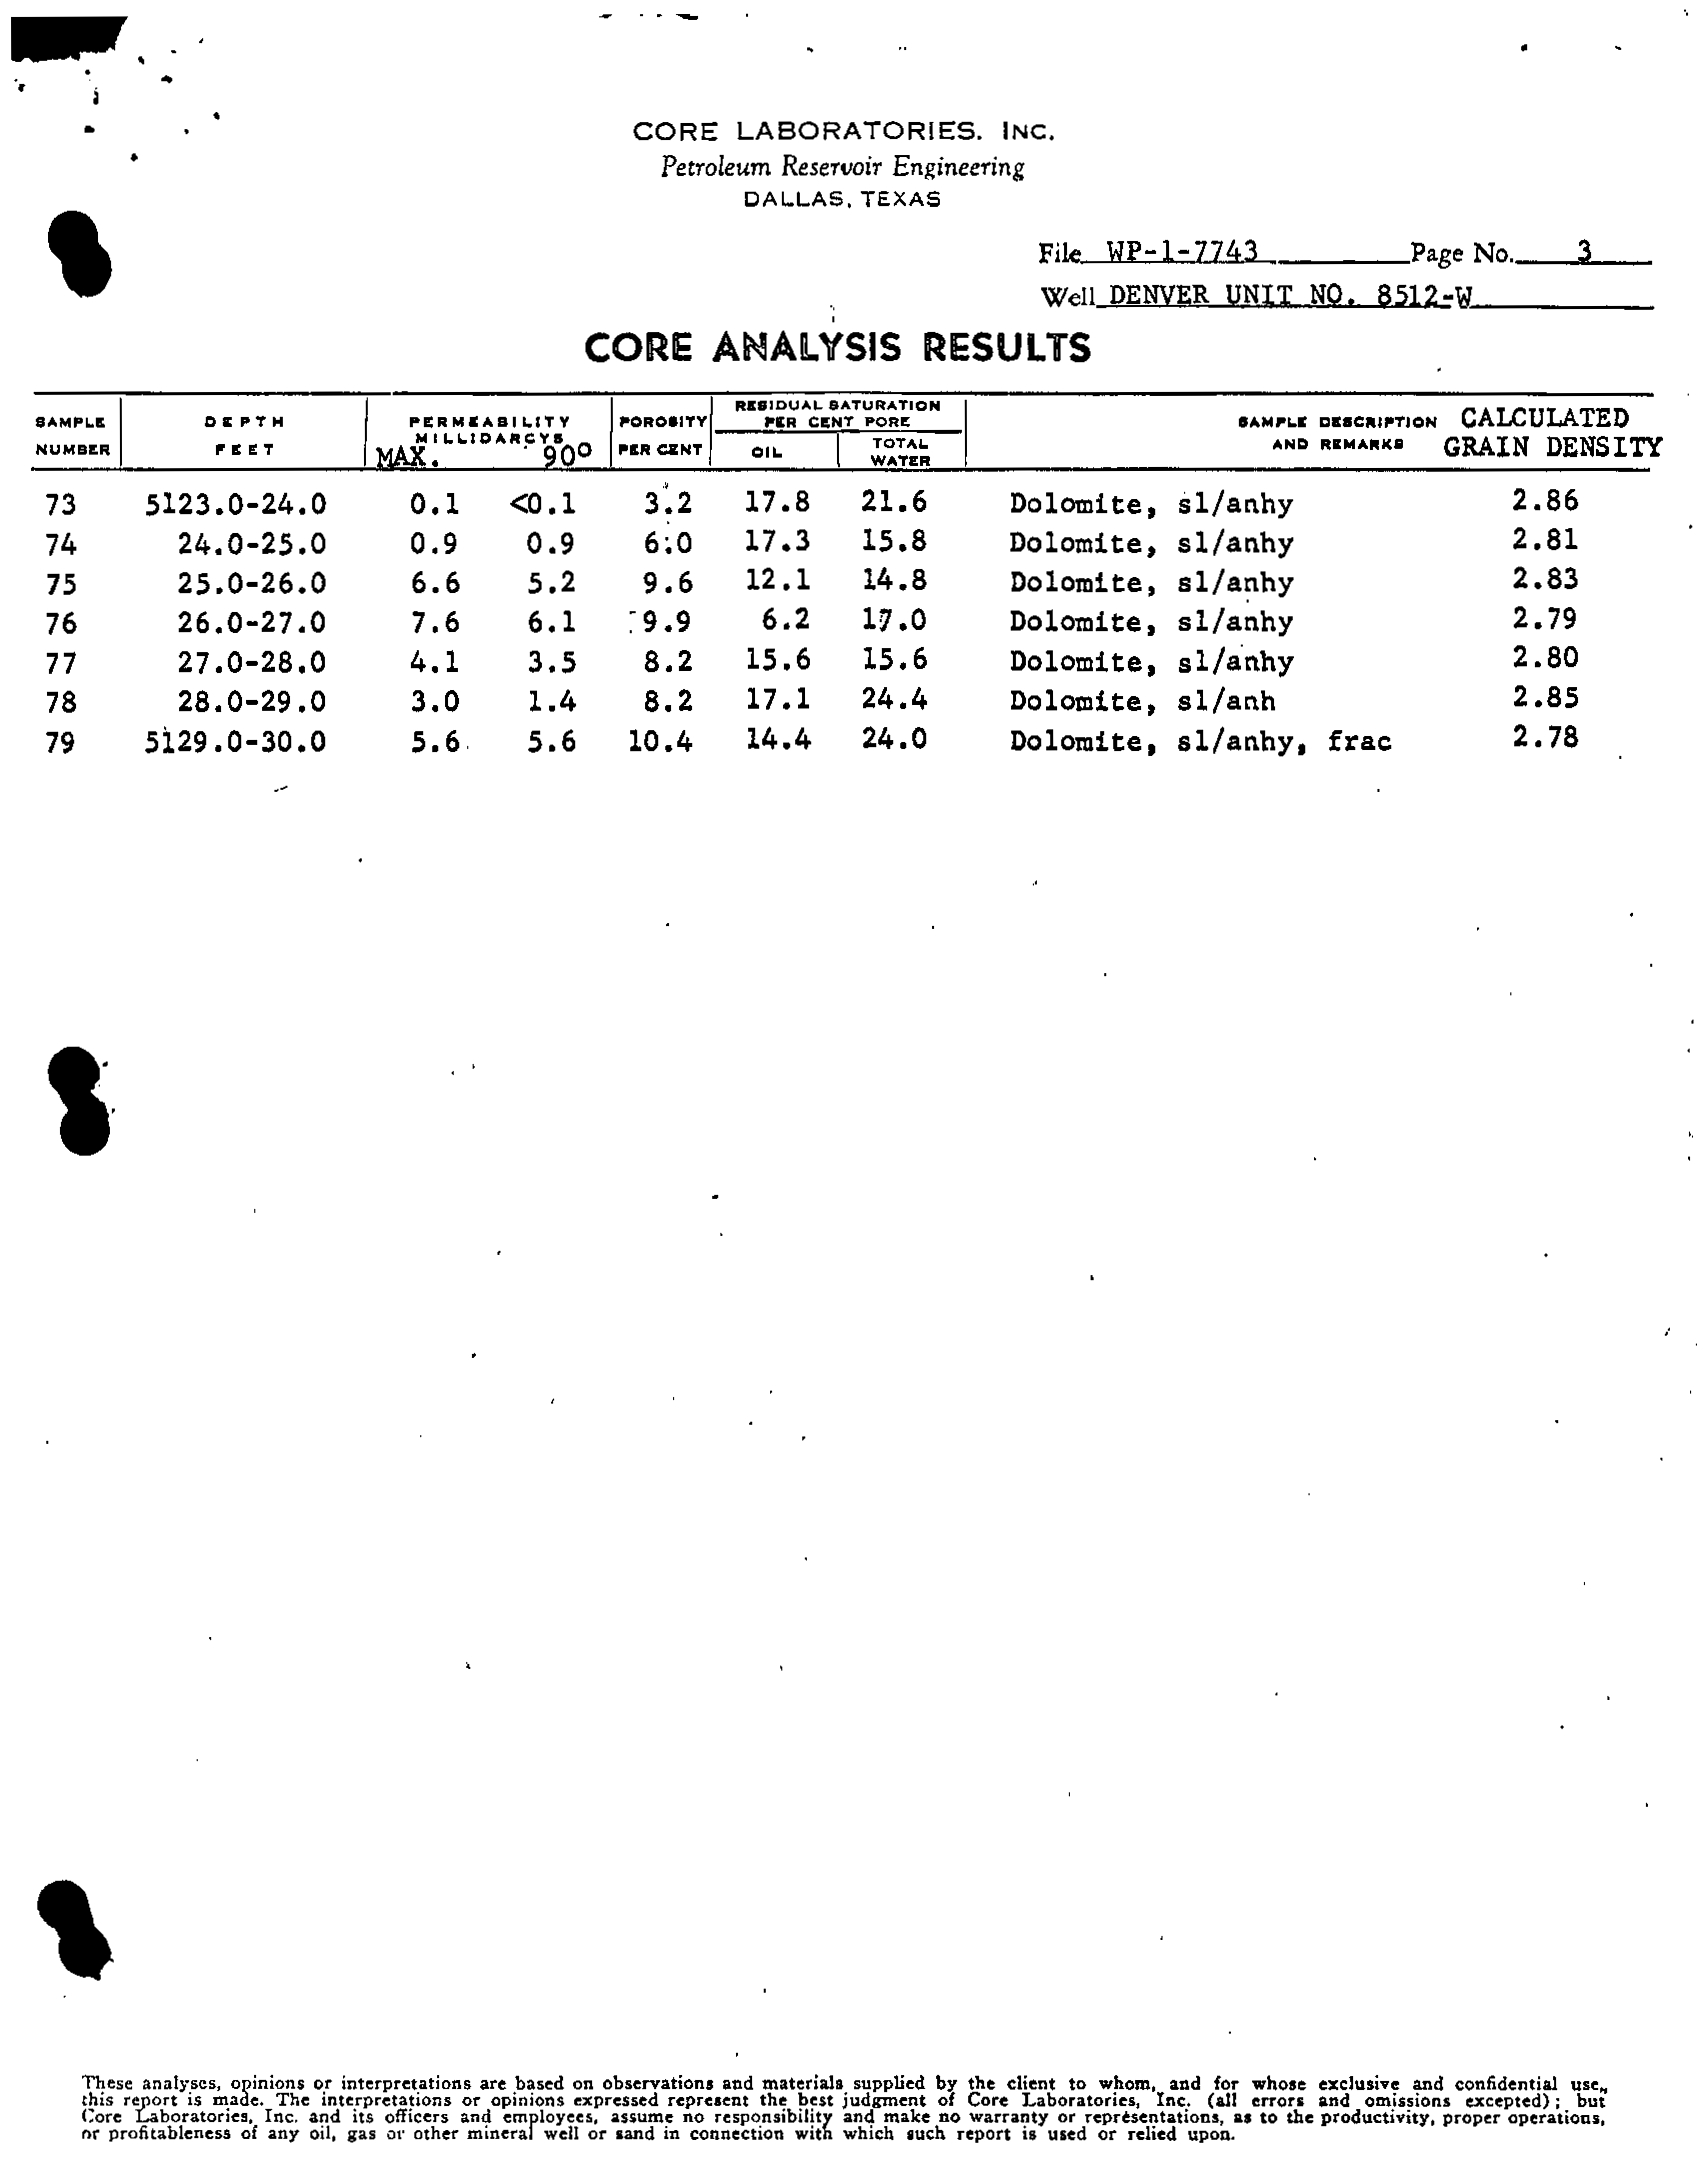 CORE LABORATORIES, INC.
Petroleum Reservoir Engineering
DALLAS, TEXAS
File WP-1-7743 Page No. 3
Well DENVER UNIT NO. 8512-W
CORE ANALYSIS RESULTS
SAMPLE NUMBER DEPTH FEET PERMEABILITY MILLIDARCYS MAX. 90° POROSITY PER CENT RESIDUAL SATURATION PER CENT PORE OIL TOTAL WATER SAMPLE DESCRIPTION AND REMARKS CALCULATED GRAIN DENSITY
73 5123.0-24.0 0.1 <0.1 3.2 17.8 21.6 Dolomite, sl/anhy 2.86
74 24.0-25.0 0.9 0.9 6.0 17.3 15.8 Dolomite, sl/anhy 2.81
75 25.0-26.0 6.6 5.2 9.6 12.1 14.8 Dolomite, sl/anhy 2.83
76 26.0-27.0 7.6 6.1 9.9 6.2 17.0 Dolomite, sl/anhy 2.79
77 27.0-28.0 4.1 3.5 8.2 15.6 15.6 Dolomite, sl/anhy 2.80
78 28.0-29.0 3.0 1.4 8.2 17.1 24.4 Dolomite, sl/anh 2.85
79 5129.0-30.0 5.6 5.6 10.4 14.4 24.0 Dolomite, sl/anhy, frac 2.78
These analyses, opinions or interpretations are based on observations and materials supplied by the client to whom, and for whose exclusive and confidential use,
this report is made. The interpretations or opinions expressed represent the best judgment of Core Laboratories, Inc. (all errors and omissions excepted); but
Core Laboratories, Inc. and its officers and employees, assume no responsibility and make no warranty or representations, as to the productivity, proper operations,
or profitableness of any oil, gas or other mineral well or sand in connection with which such report is used or relied upon.